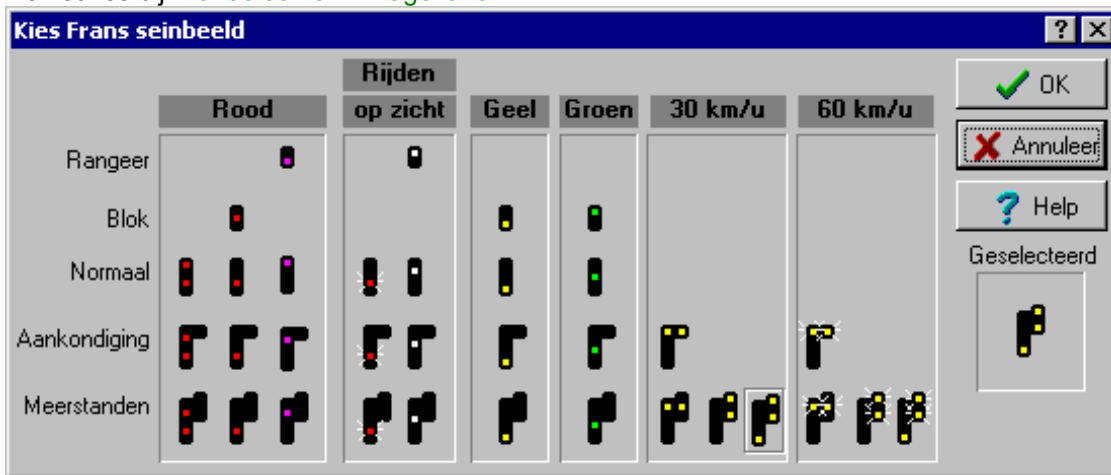 Kies Frans seinbeeld
Rijden
Rood op zicht Geel Groen 30 km/u 60 km/u
OK
Annuleer
Help
Geselecteerd
Rangeer
Blok
Normaal
Aankondiging
Meerstanden